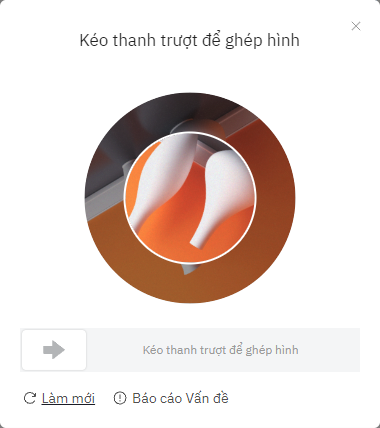 Kéo thanh trượt để ghép hình
Kéo thanh trượt để ghép hình
Làm mới Báo cáo Vấn đề